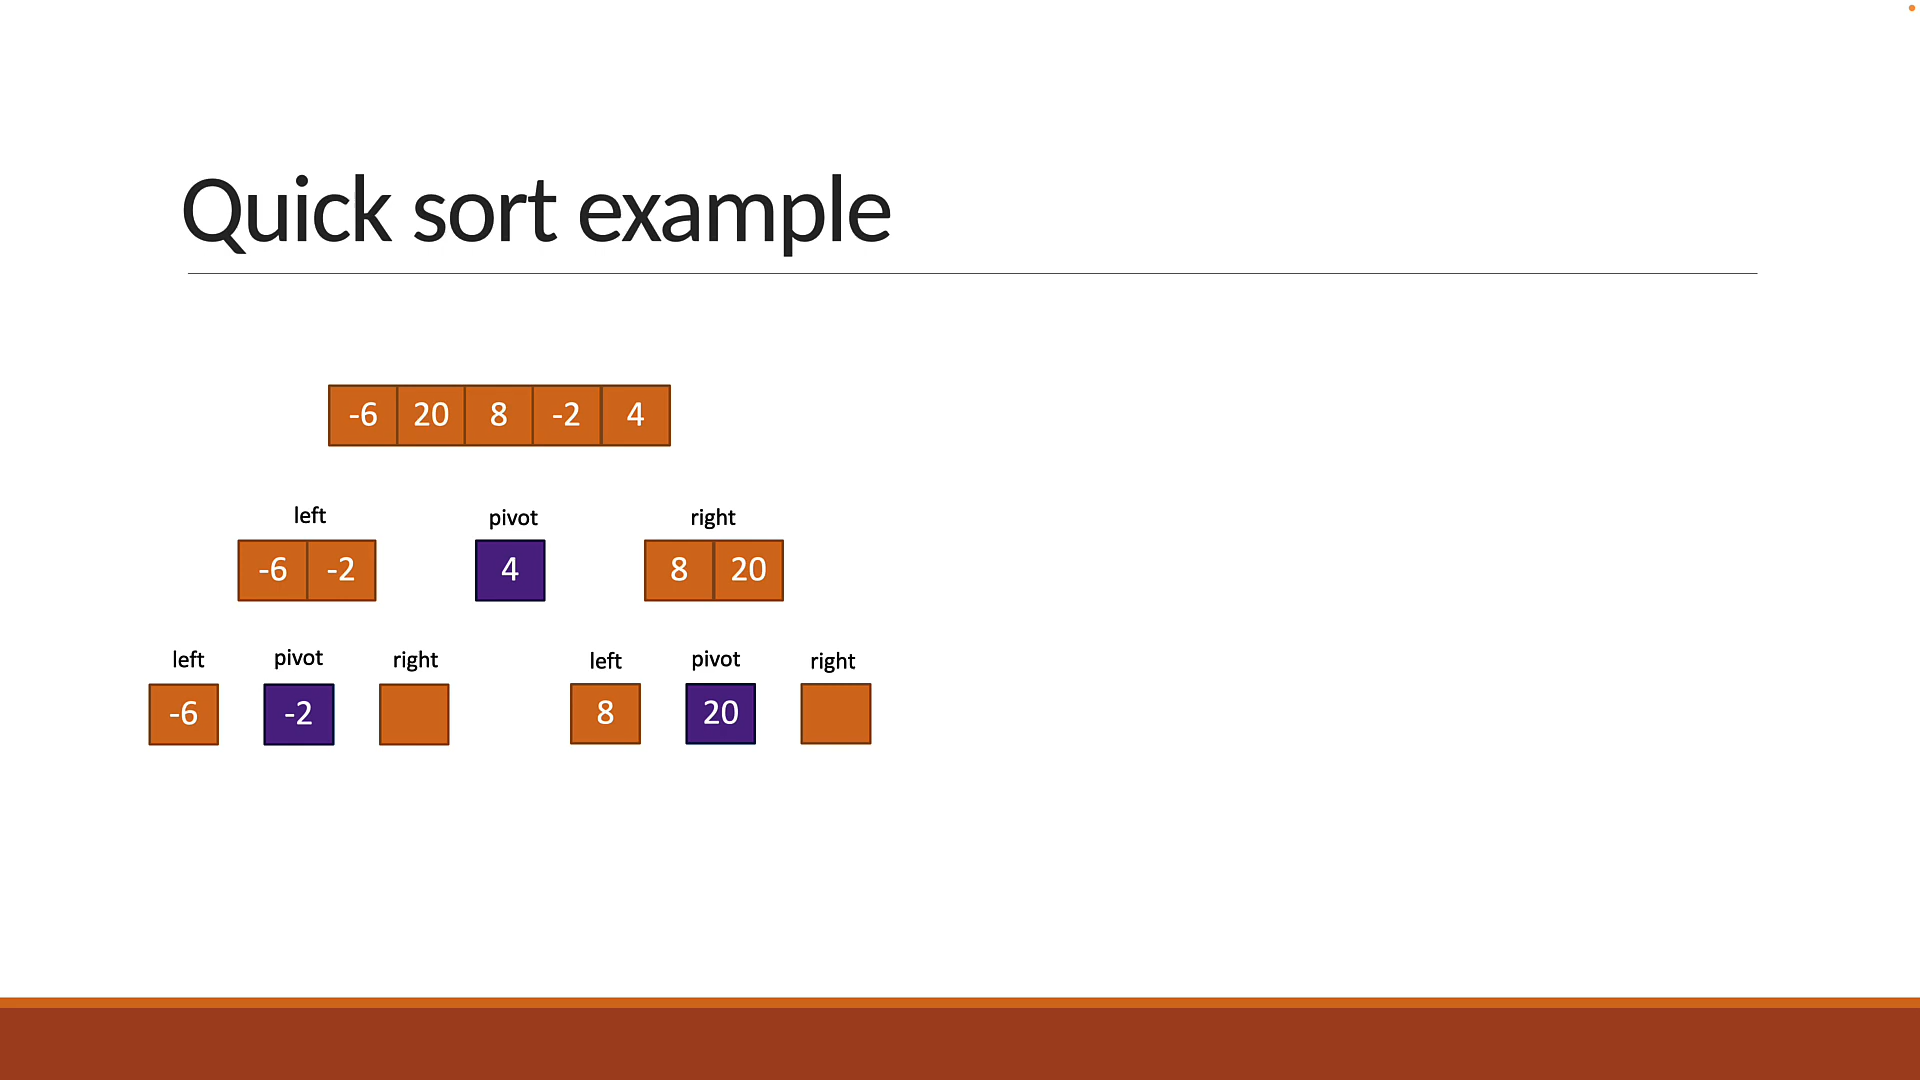 Quick sort example
-6 20 8 -2 4
left pivot right
-6 -2 4 8 20
left pivot right left pivot right
-6 -2 8 20